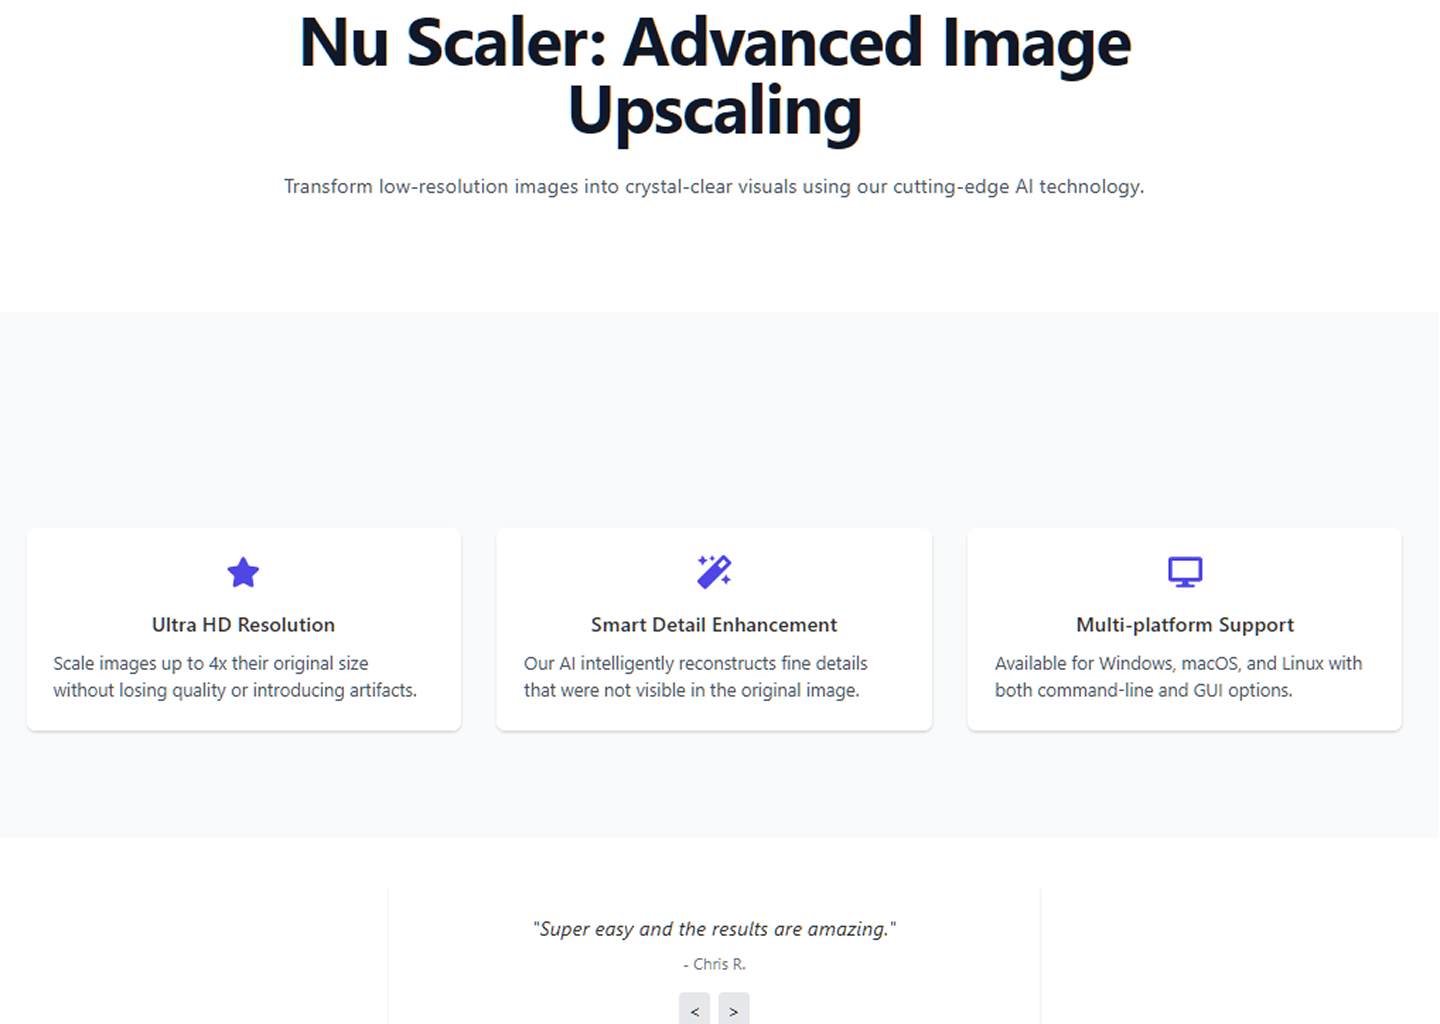 Nu Scaler: Advanced Image
Upscaling
Transform low-resolution images into crystal-clear visuals using our cutting-edge AI technology.
Ultra HD Resolution
Scale images up to 4x their original size
without losing quality or introducing artifacts.
Smart Detail Enhancement
Our AI intelligently reconstructs fine details
that were not visible in the original image.
Multi-platform Support
Available for Windows, macOS, and Linux with
both command-line and GUI options.
"Super easy and the results are amazing."
- Chris R.
< >